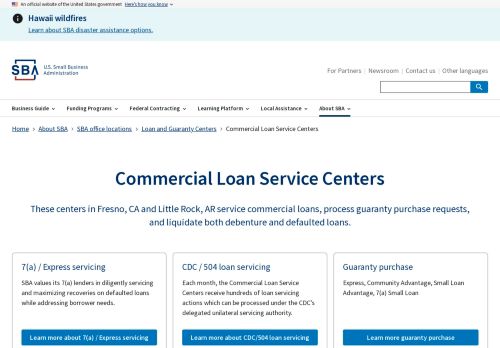 An official website of the United States government Here's how you know
Hawaii wildfires
Learn about SBA disaster assistance options.
SBA U.S. Small Business
Administration
For Partners Newsroom Contact us Other languages
Business Guide Funding Programs Federal Contracting Learning Platform Local Assistance About SBA
Home About SBA SBA office locations Loan and Guaranty Centers Commercial Loan Service Centers
Commercial Loan Service Centers
These centers in Fresno, CA and Little Rock, AR service commercial loans, process guaranty purchase requests,
and liquidate both debenture and defaulted loans.
7(a) / Express servicing
SBA values its 7(a) lenders in diligently servicing
and maximizing recoveries on defaulted loans
while addressing borrower needs.
Learn more about 7(a) / Express servicing
CDC / 504 loan servicing
Each month, the Commercial Loan Service
Centers receive hundreds of loan servicing
actions which can be processed under the CDC's
delegated unilateral servicing authority.
Learn more about CDC/504 loan servicing
Guaranty purchase
Express, Community Advantage, Small Loan
Advantage, 7(a) Small Loan
Learn more guaranty purchase